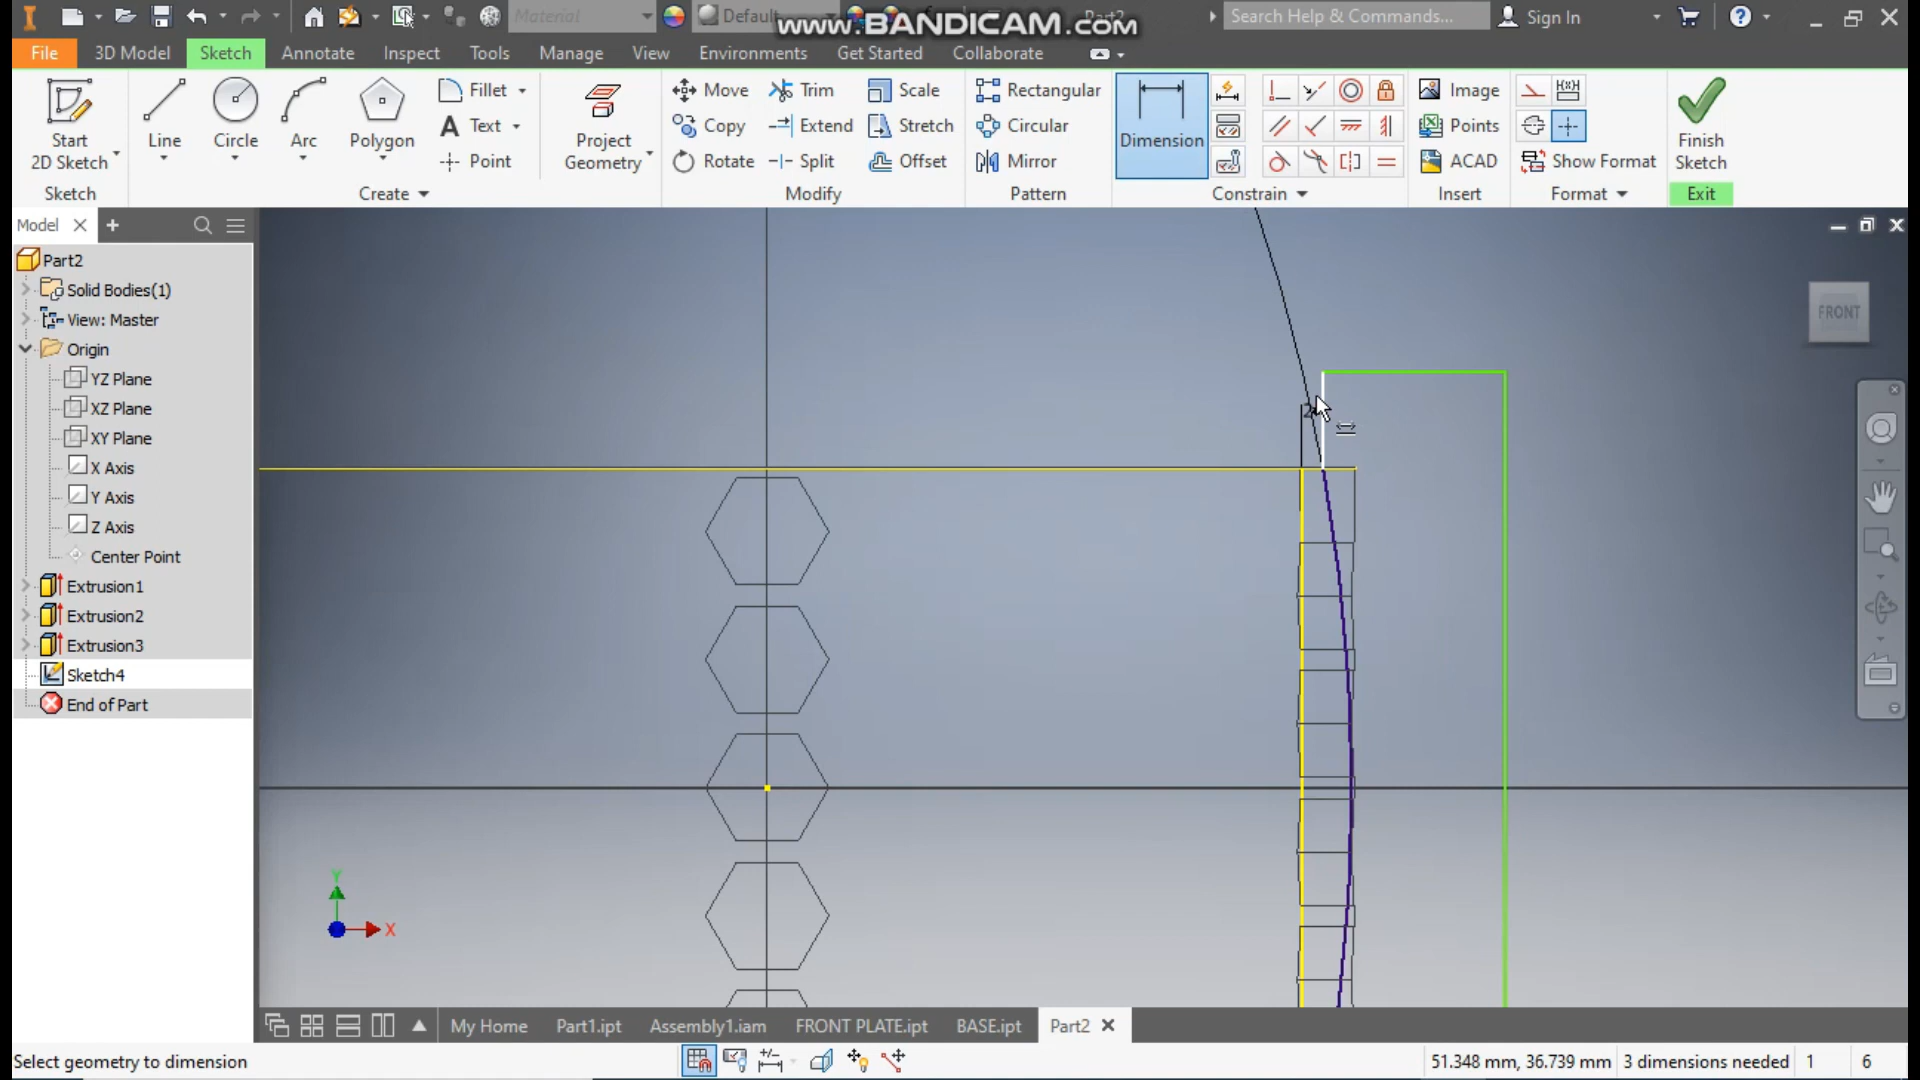 Material
Default
www.BANDICAM.com
Part2
Search Help & Commands...
Sign In
File
3D Model
Sketch
Annotate
Inspect
Tools
Manage
View
Environments
Get Started
Collaborate
Start
2D Sketch
Line
Circle
Arc
Polygon
Fillet
Text
Point
Project
Geometry
Move
Copy
Rotate
Trim
Extend
Split
Scale
Stretch
Offset
Rectangular
Circular
Mirror
Dimension
Image
Points
ACAD
Show Format
Finish
Sketch
Sketch
Create
Modify
Pattern
Constrain
Insert
Format
Exit
Model
Part2
Solid Bodies(1)
View: Master
Origin
YZ Plane
XZ Plane
XY Plane
X Axis
Y Axis
Z Axis
Center Point
Extrusion1
Extrusion2
Extrusion3
Sketch4
End of Part
FRONT
2
Y
X
My Home
Part1.ipt
Assembly1.iam
FRONT PLATE.ipt
BASE.ipt
Part2
Select geometry to dimension
51.348 mm, 36.739 mm
3 dimensions needed
1
6